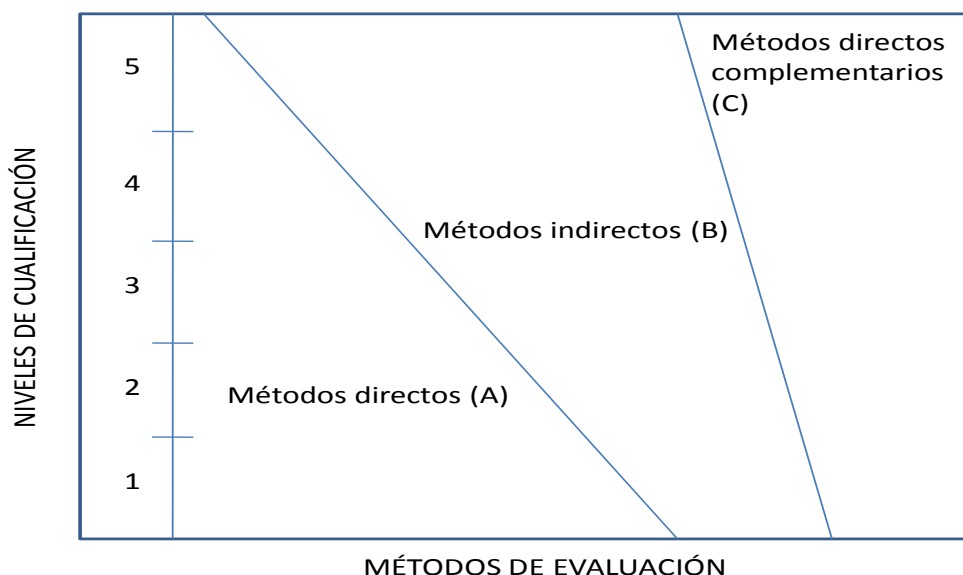 NIVELES DE CUALIFICACIÓN
5
4
3
2
1
Métodos directos
complementarios
(C)
Métodos indirectos (B)
Métodos directos (A)
MÉTODOS DE EVALUACIÓN